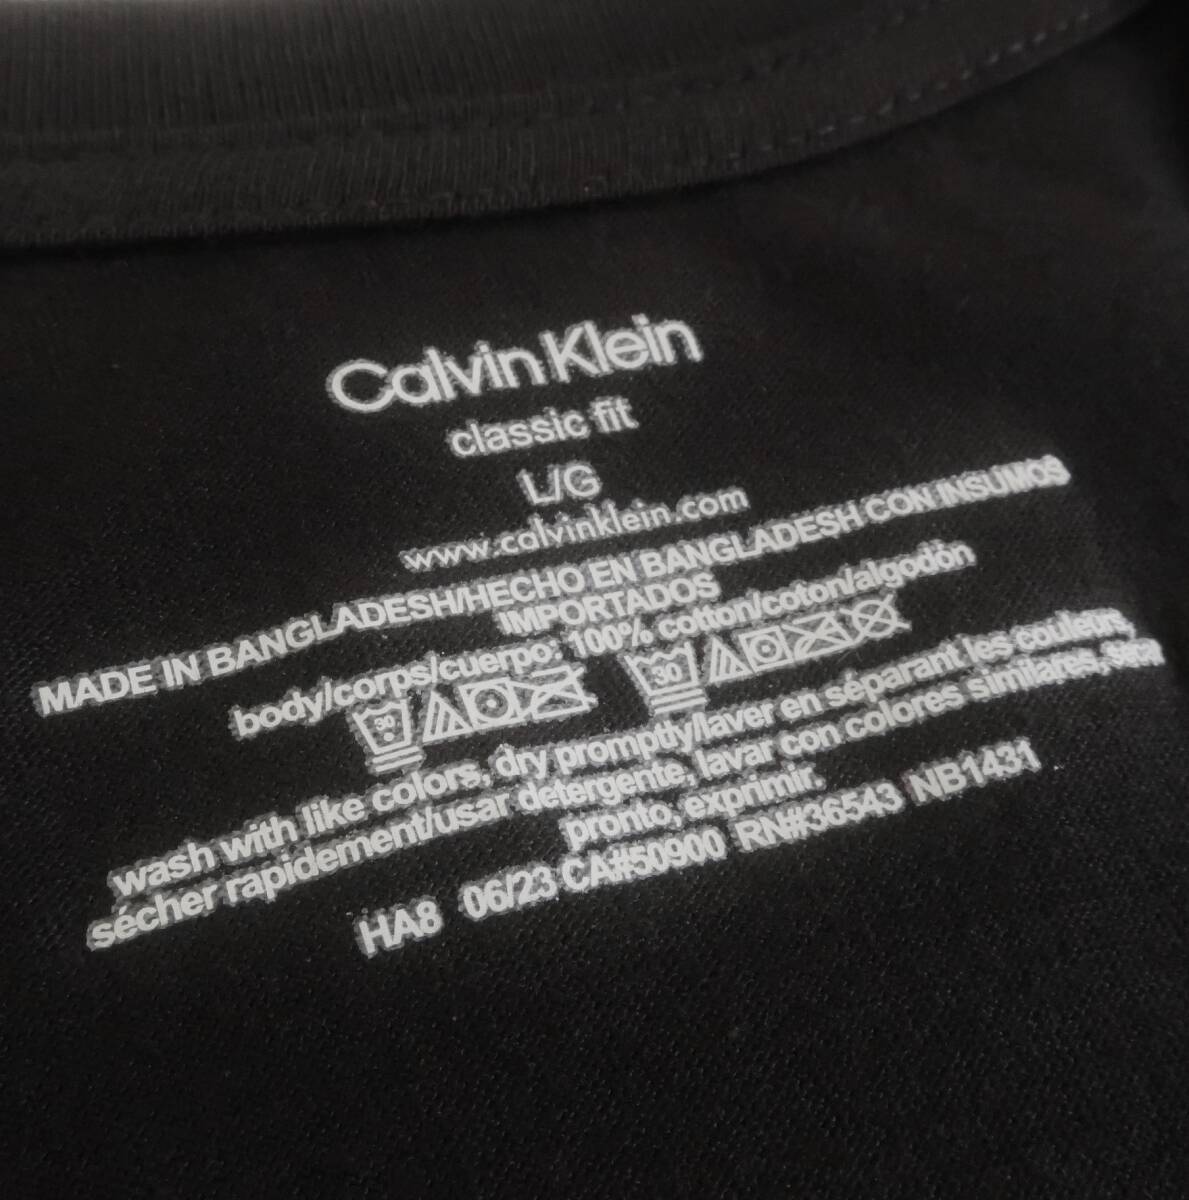 Calvin Klein
classic fit
L/G
www.calvinklein.com
MADE IN BANGLADESH/HECHO EN BANGLADESH CON INSUMOS
IMPORTADOS
body/corps/cuerpo: 100% cotton/coton/algodón
30 30
wash with like colors, dry promptly/laver en séparant les couleurs,
sécher rapidement/usar detergente, lavar con colores similares,
pronto, exprimir.
HA8 06/23 CA#50900 RN#36543 NB1431